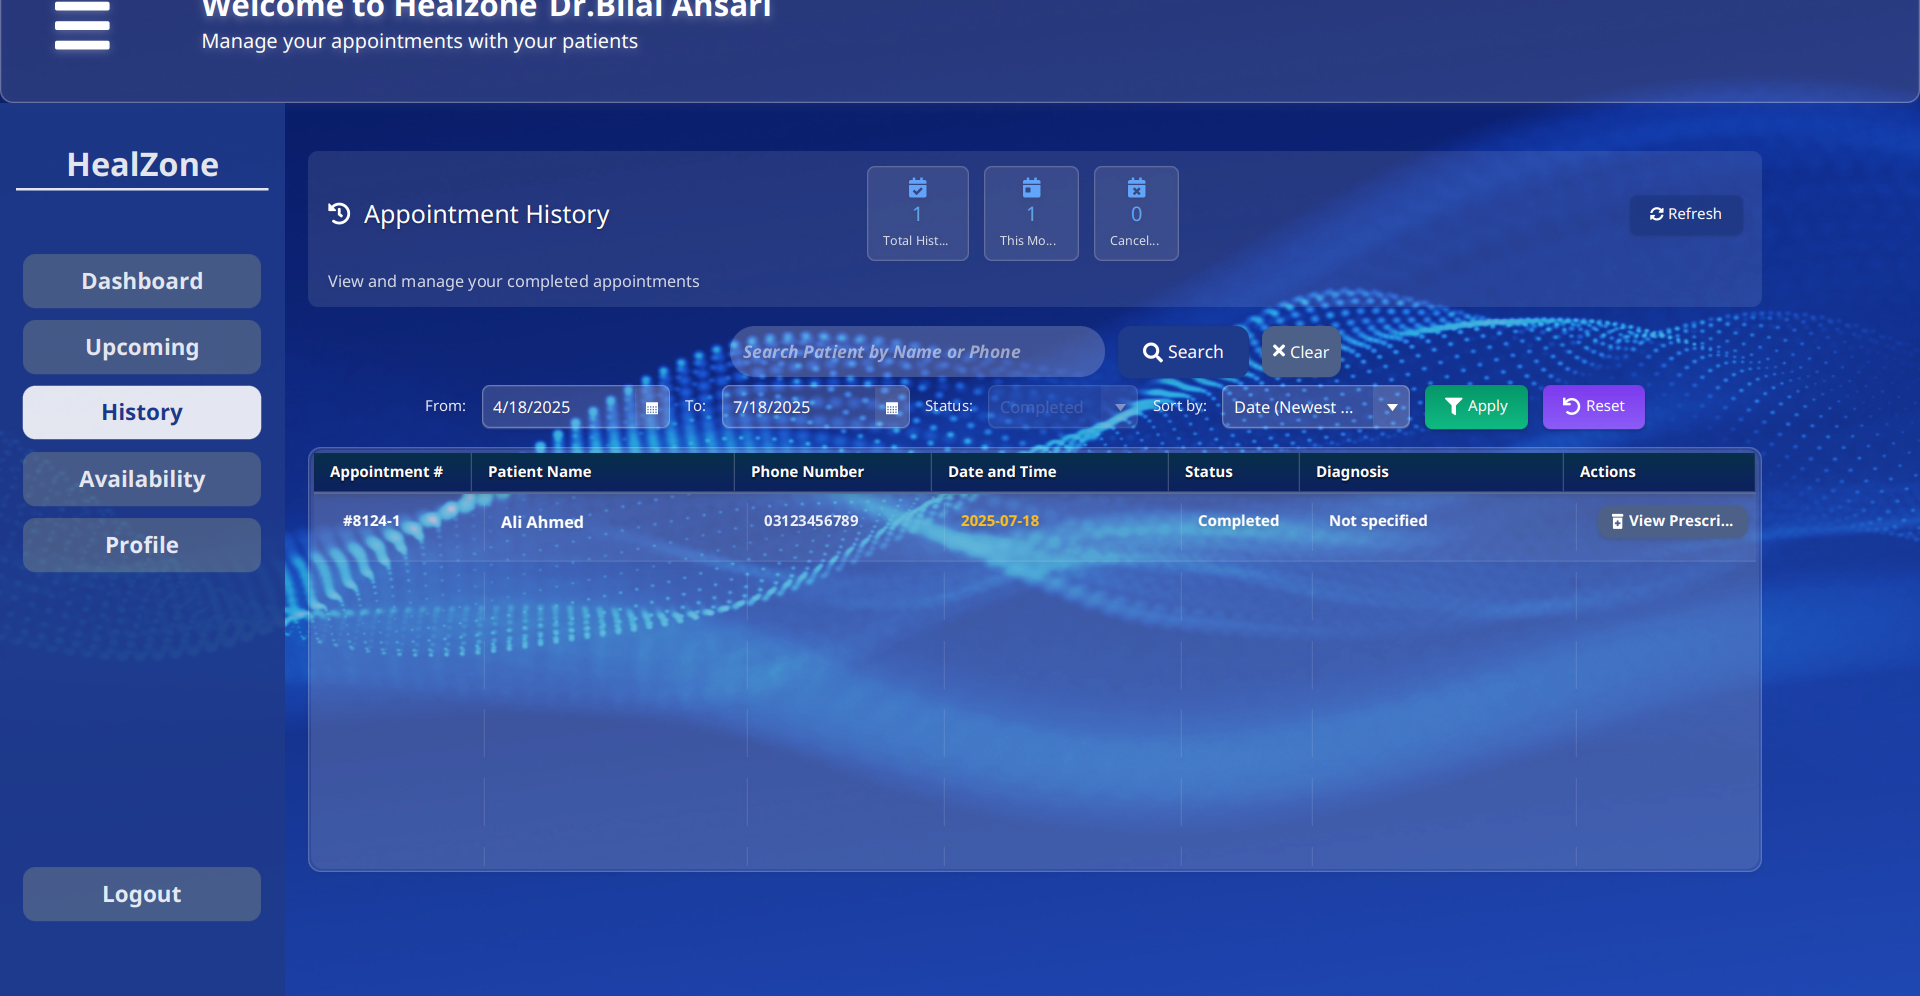 Welcome to Healzone Dr.Bilal Ansari
Manage your appointments with your patients
HealZone
Dashboard
Upcoming
History
Availability
Profile
Logout
Appointment History
View and manage your completed appointments
1
Total Hist...
1
This Mo...
0
Cancel...
Refresh
Search Patient by Name or Phone
Search
Clear
From: 4/18/2025 To: 7/18/2025 Status: Completed Sort by: Date (Newest ... Apply Reset
Appointment # Patient Name Phone Number Date and Time Status Diagnosis Actions
#8124-1 Ali Ahmed 03123456789 2025-07-18 Completed Not specified View Prescri...